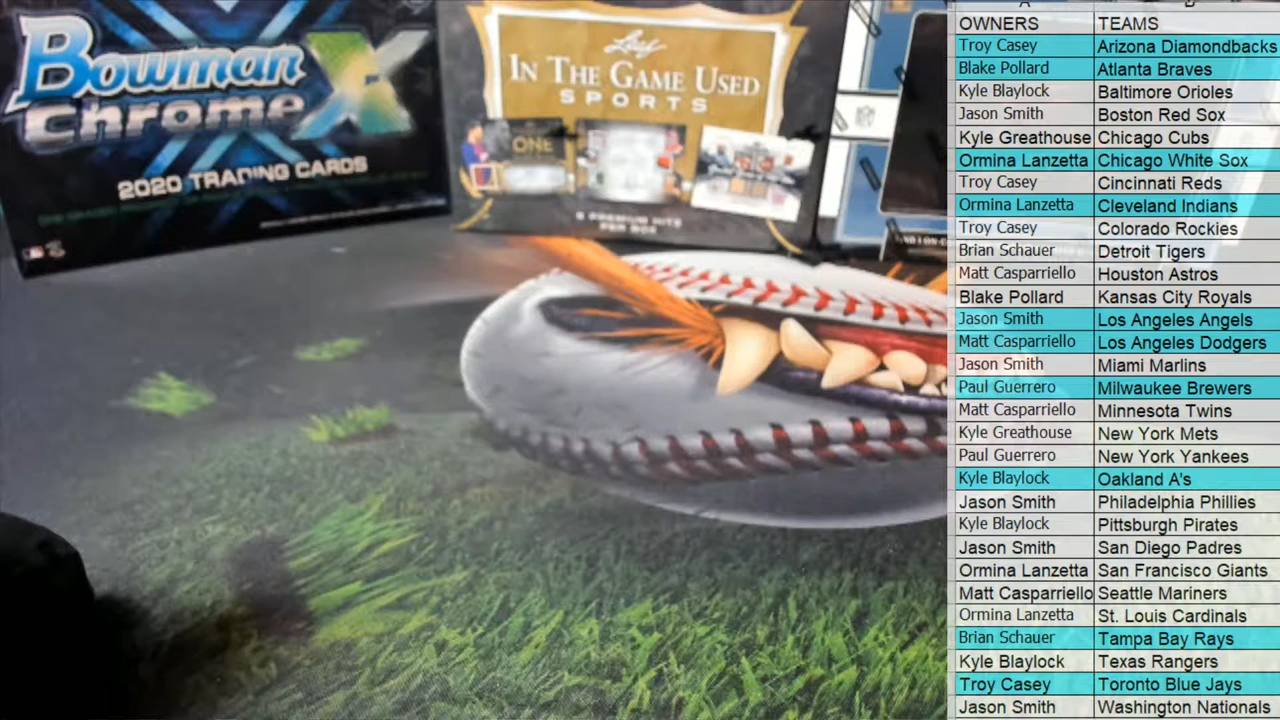 Bowman
Chrome X
2020 TRADING CARDS
Leaf
IN THE GAME USED
SPORTS
ONE
5 PREMIUM HITS
PER BOX
OWNERS TEAMS
Troy Casey Arizona Diamondbacks
Blake Pollard Atlanta Braves
Kyle Blaylock Baltimore Orioles
Jason Smith Boston Red Sox
Kyle Greathouse Chicago Cubs
Ormina Lanzetta Chicago White Sox
Troy Casey Cincinnati Reds
Ormina Lanzetta Cleveland Indians
Troy Casey Colorado Rockies
Brian Schauer Detroit Tigers
Matt Casparriello Houston Astros
Blake Pollard Kansas City Royals
Jason Smith Los Angeles Angels
Matt Casparriello Los Angeles Dodgers
Jason Smith Miami Marlins
Paul Guerrero Milwaukee Brewers
Matt Casparriello Minnesota Twins
Kyle Greathouse New York Mets
Paul Guerrero New York Yankees
Kyle Blaylock Oakland A's
Jason Smith Philadelphia Phillies
Kyle Blaylock Pittsburgh Pirates
Jason Smith San Diego Padres
Ormina Lanzetta San Francisco Giants
Matt Casparriello Seattle Mariners
Ormina Lanzetta St. Louis Cardinals
Brian Schauer Tampa Bay Rays
Kyle Blaylock Texas Rangers
Troy Casey Toronto Blue Jays
Jason Smith Washington Nationals